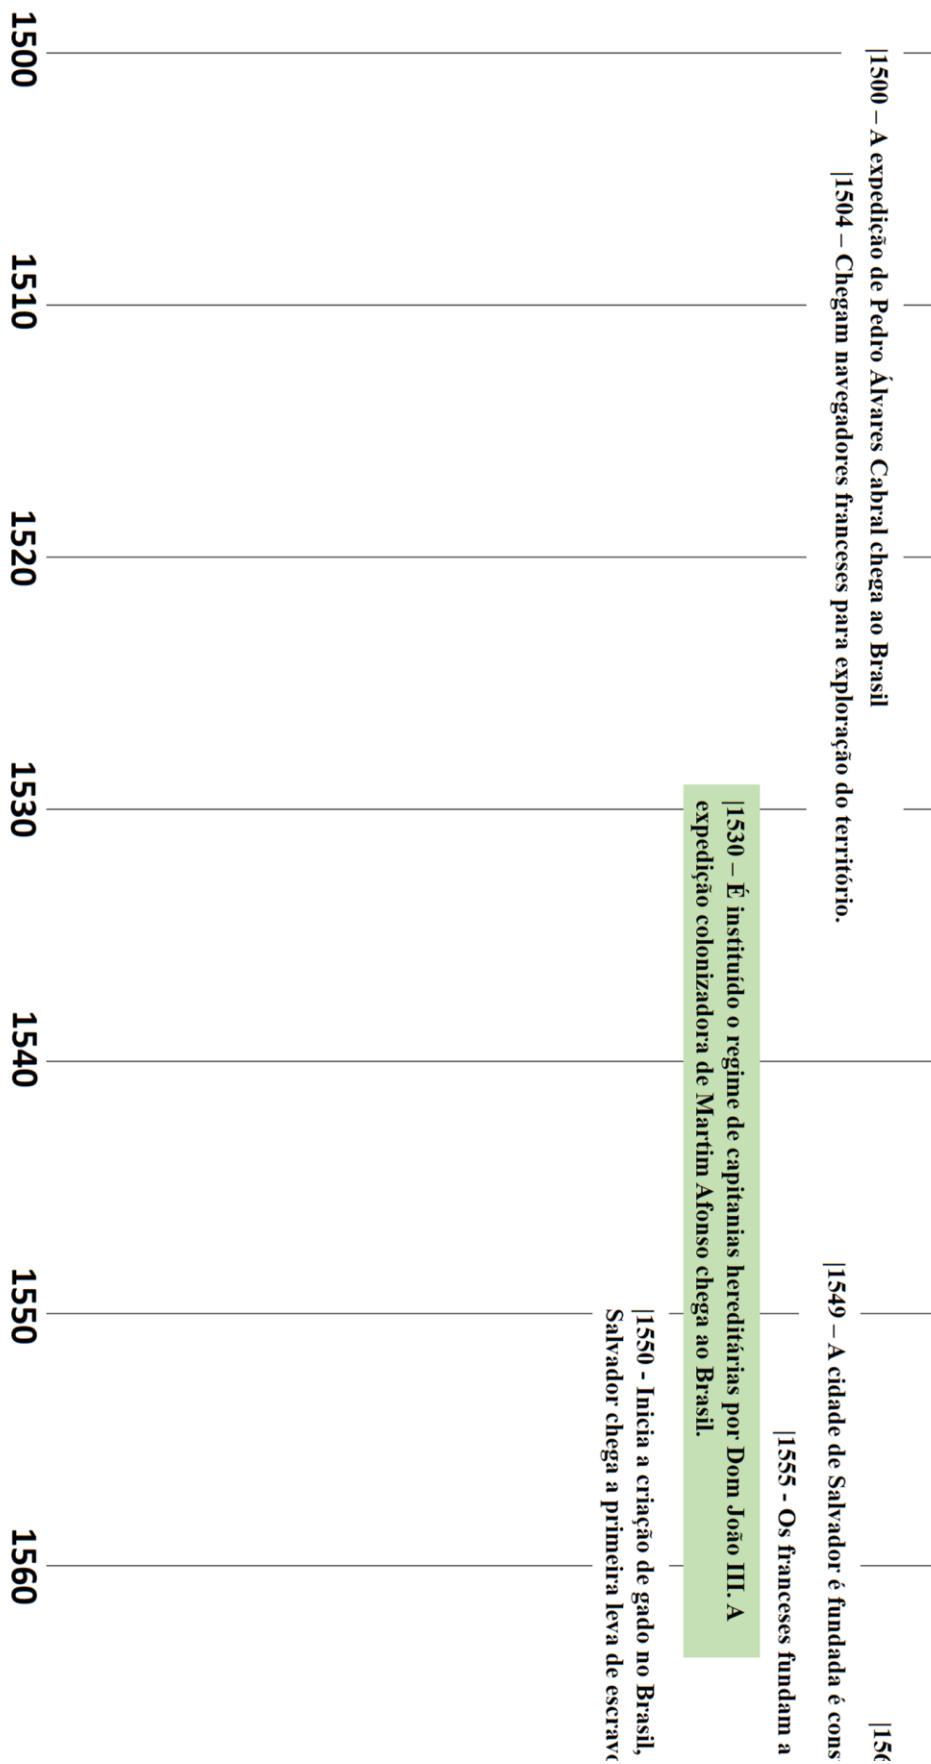 1500
1510
1520
1530
1540
1550
1560
|1500 – A expedição de Pedro Álvares Cabral chega ao Brasil
|1504 – Chegam navegadores franceses para exploração do território.
|1549 – A cidade de Salvador é fundada é
|1555 - Os franceses fundam a
|1530 – É instituído o regime de capitanias hereditárias por Dom João III. A
expedição colonizadora de Martim Afonso chega ao Brasil.
|1550 - Inicia a criação de gado no Brasil,
Salvador chega a primeira leva de